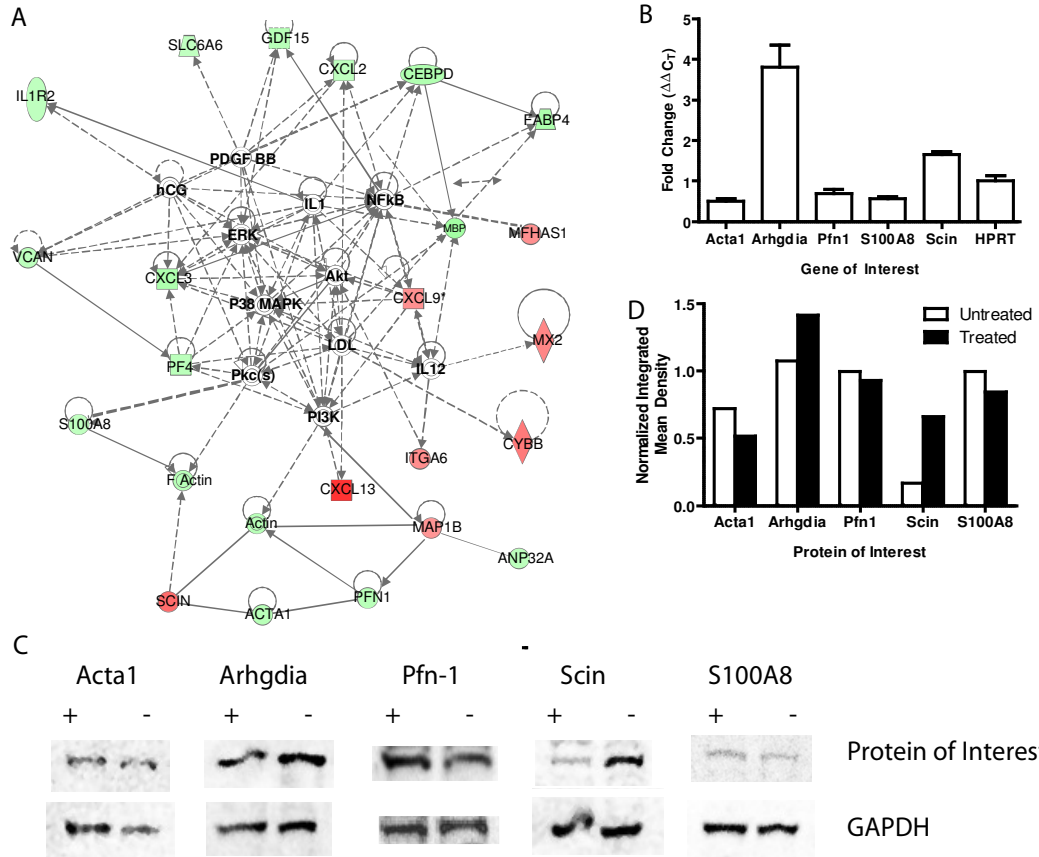 A
SLC6A6
GDF15
CXCL2
CEBPD
IL1R2
FABP4
PDGF BB
hCG
IL1
NFkB
MBP
MFHAS1
ERK
VCAN
CXCL3
Akt
P38 MAPK
CXCL9*
MX2
LDL
IL12
PF4
Pkc(s)
PI3K
S100A8
CYBB
ITGA6
F Actin
CXCL13
Actin
MAP1B
ANP32A
SCIN
PFN1
ACTA1
B
Fold Change (ΔΔCT)
5
4
3
2
1
0
Acta1 Arhgdia Pfn1 S100A8 Scin HPRT
Gene of Interest
D
Untreated
Treated
Normalized Integrated
Mean Density
1.5
1.0
0.5
0.0
Acta1 Arhgdia Pfn1 Scin S100A8
Protein of Interest
C
-
Acta1 Arhgdia Pfn-1 Scin S100A8
+ - + - + - + - + -
Protein of Interes
GAPDH